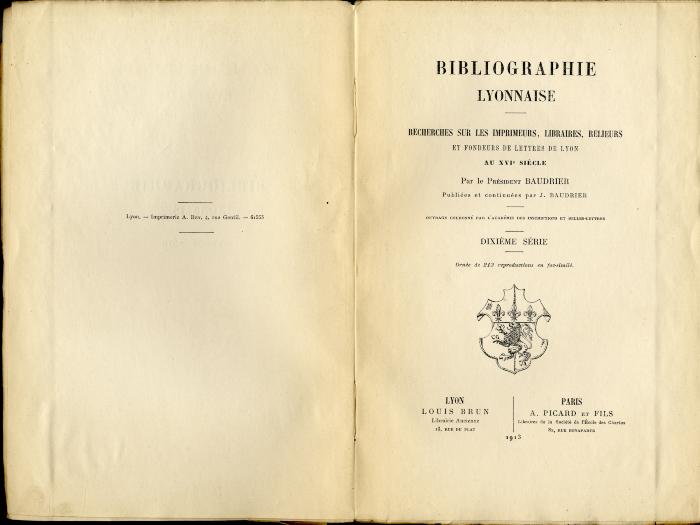 Lyon. — Imprimerie A. Rey, 4, rue Gentil. — 61555
BIBLIOGRAPHIE
LYONNAISE
RECHERCHES SUR LES IMPRIMEURS, LIBRAIRES, RELIEURS
ET FONDEURS DE LETTRES DE LYON
AU XVIe SIÈCLE
Par le Président BAUDRIER
Publiées et continuées par J. BAUDRIER
OUVRAGE COURONNÉ PAR L'ACADÉMIE DES INSCRIPTIONS ET BELLES-LETTRES
DIXIÈME SÉRIE
Ornée de 213 reproductions en fac-similé.
LYON
LOUIS BRUN
Librairie Ancienne
13, RUE DU PLAT
PARIS
A. PICARD ET FILS
Libraires de la Société de l'École des Chartes
82, RUE BONAPARTE
1913